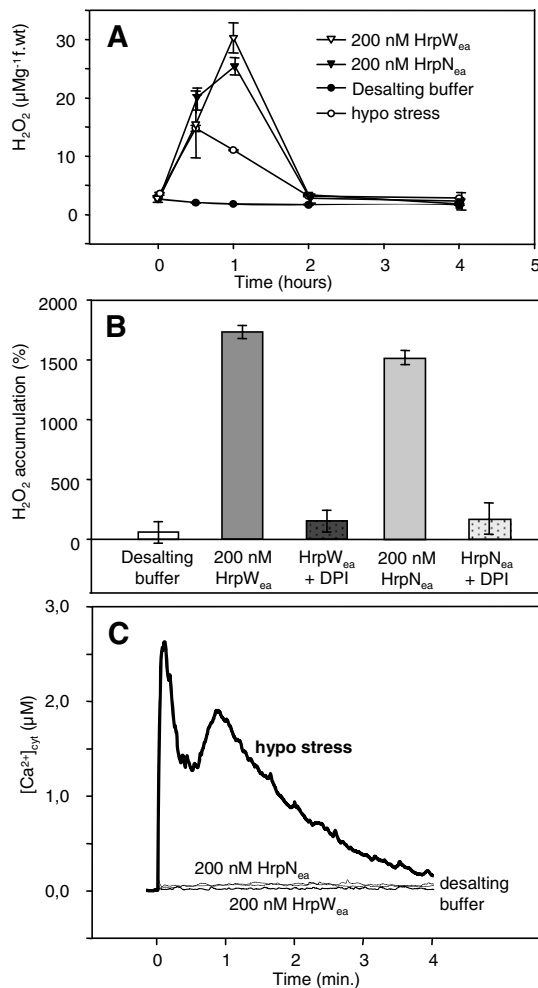 A
H₂O₂ (µMg⁻¹f.wt)
30
20
10
0
200 nM HrpWea
200 nM HrpNea
Desalting buffer
hypo stress
0 1 2 3 4 5
Time (hours)
B
H₂O₂ accumulation (%)
2000
1500
1000
500
0
Desalting buffer
200 nM HrpWea
HrpWea + DPI
200 nM HrpNea
HrpNea + DPI
C
[Ca²⁺]cyt (µM)
3,0
2,0
1,0
0,0
hypo stress
200 nM HrpNea
200 nM HrpWea
desalting buffer
0 1 2 3 4
Time (min.)